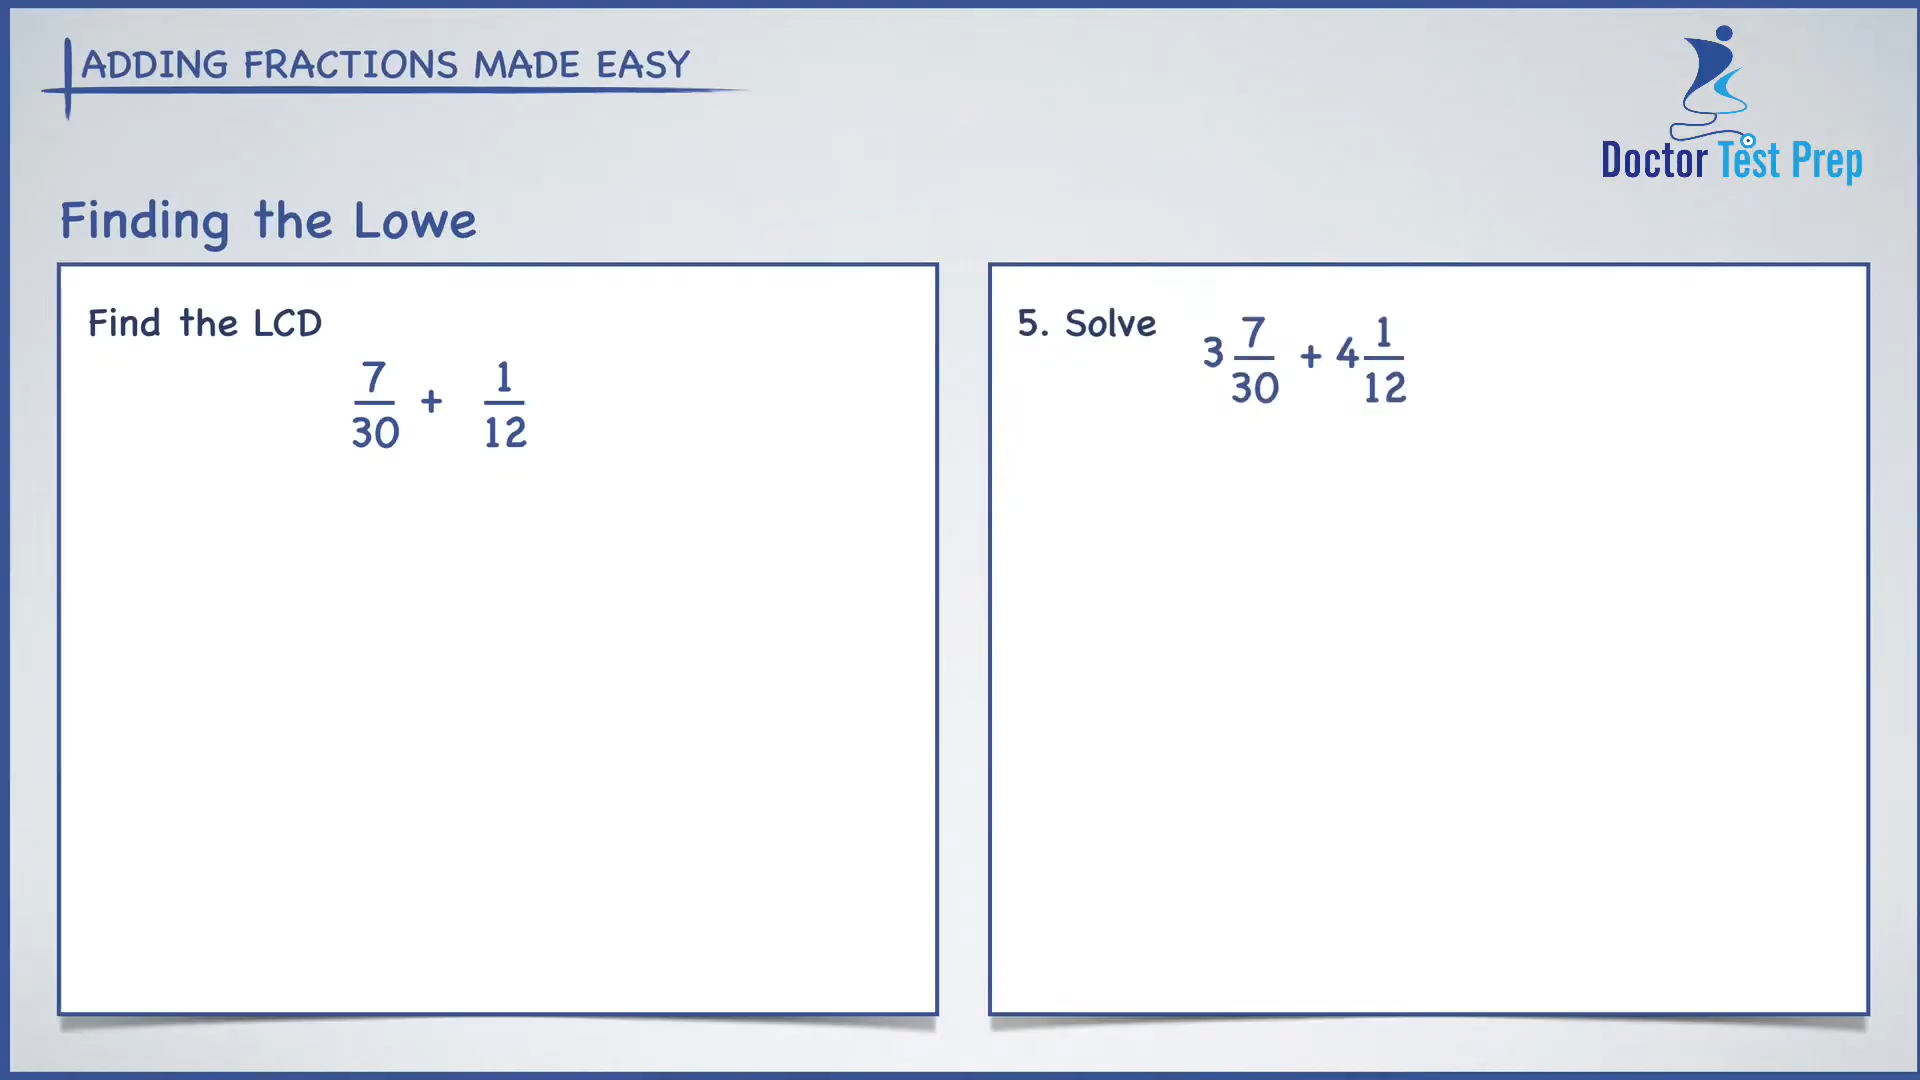 ADDING FRACTIONS MADE EASY
Doctor Test Prep
Finding the Lowe
Find the LCD
7/30 + 1/12
5. Solve 3 7/30 + 4 1/12